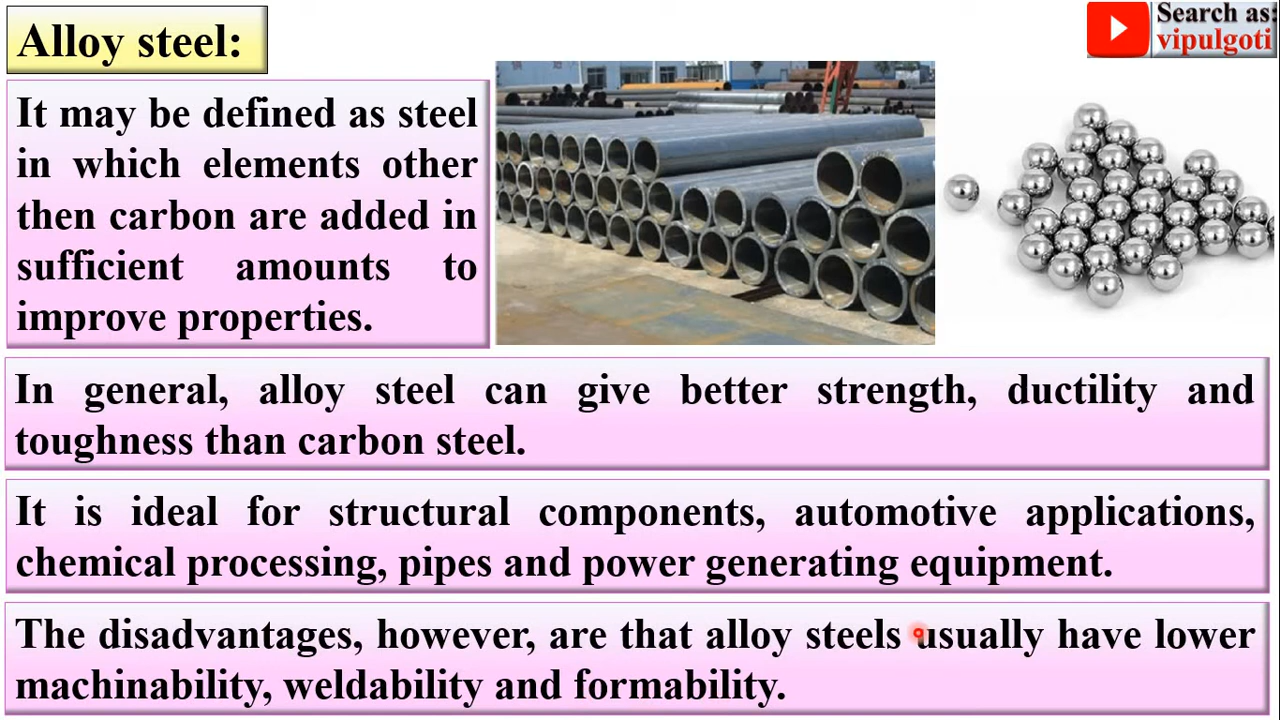 Alloy steel:
Search as:
vipulgoti
It may be defined as steel
in which elements other
then carbon are added in
sufficient amounts to
improve properties.
In general, alloy steel can give better strength, ductility and
toughness than carbon steel.
It is ideal for structural components, automotive applications,
chemical processing, pipes and power generating equipment.
The disadvantages, however, are that alloy steels usually have lower
machinability, weldability and formability.